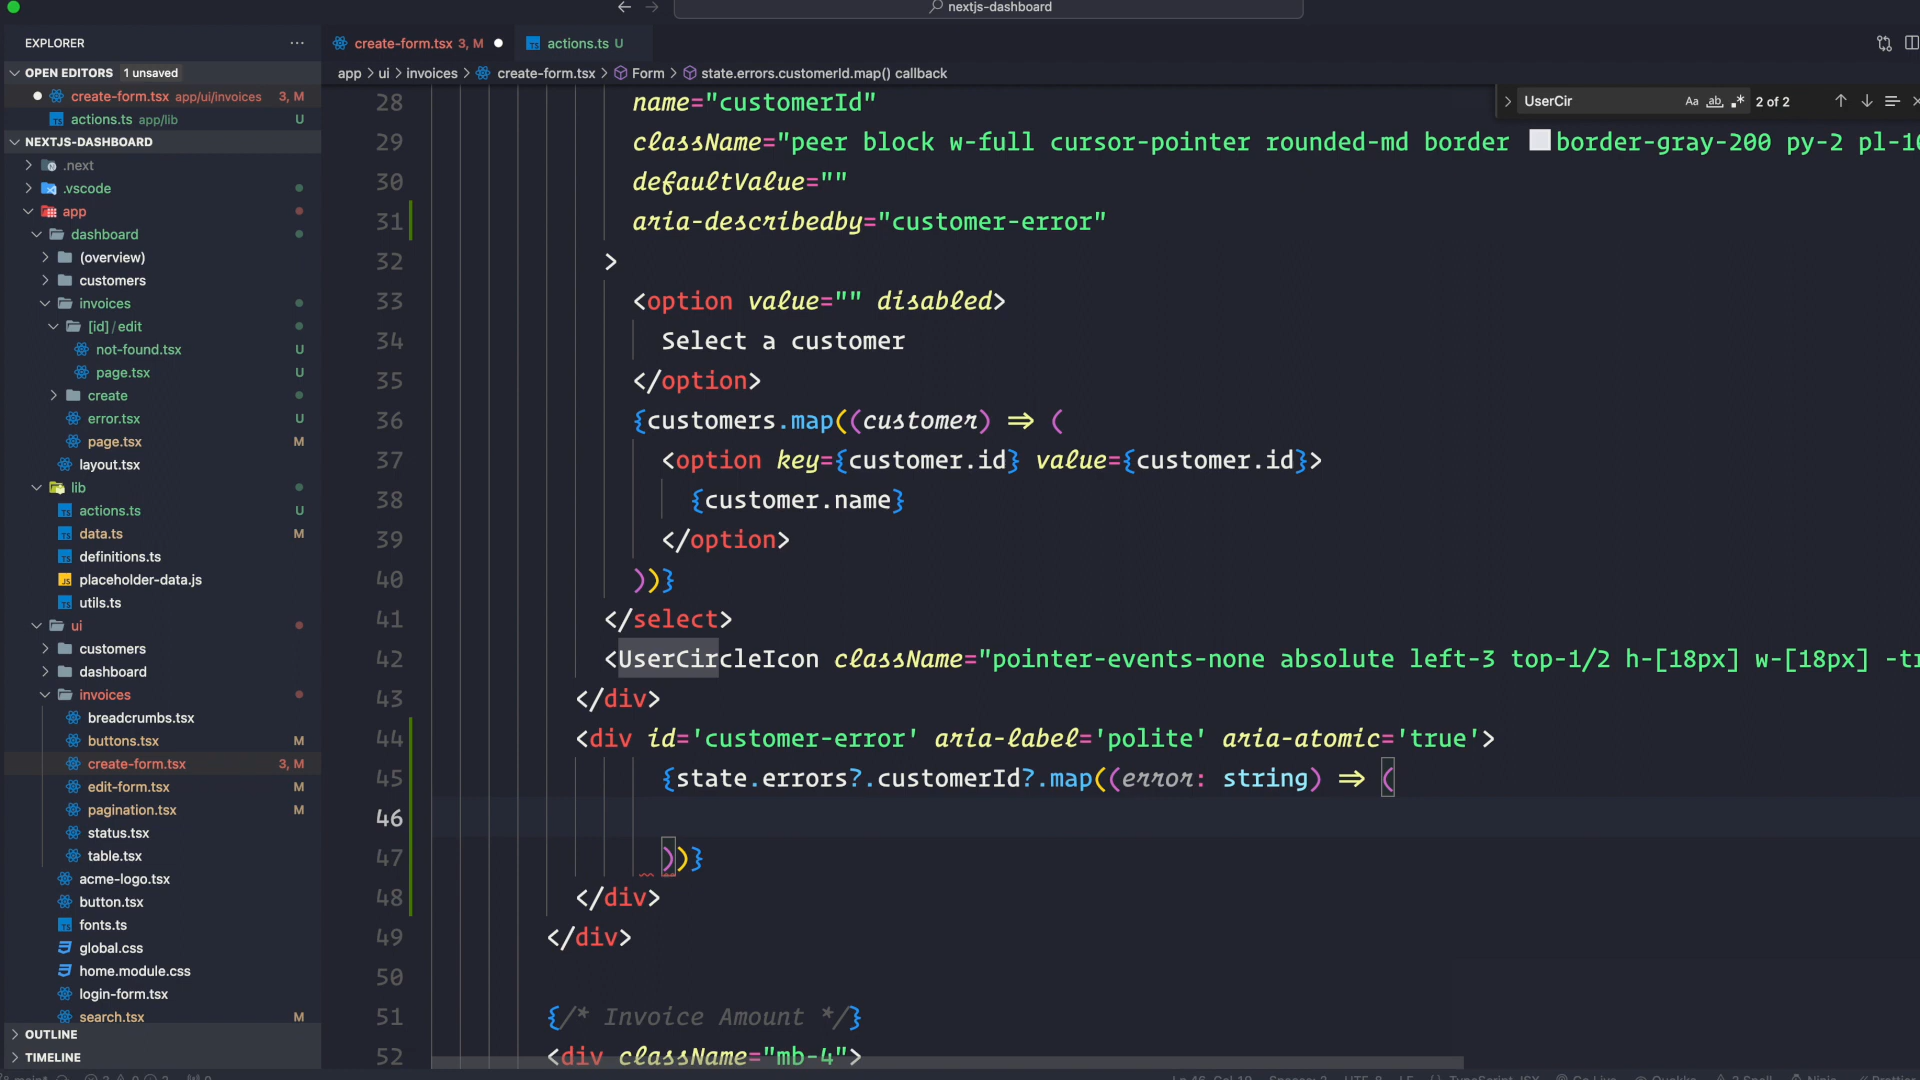 nextjs-dashboard
EXPLORER
create-form.tsx 3, M
actions.ts U
OPEN EDITORS 1 unsaved
app > ui > invoices > create-form.tsx > Form > state.errors.customerId.map() callback
create-form.tsx app/ui/invoices 3, M
actions.ts app/lib U
UserCir Aa ab .* 2 of 2
NEXTJS-DASHBOARD
.next
.vscode
app
dashboard
(overview)
customers
invoices
[id] / edit
not-found.tsx U
page.tsx U
create
error.tsx U
page.tsx M
layout.tsx
lib
actions.ts U
data.ts M
definitions.ts
placeholder-data.js
utils.ts
ui
customers
dashboard
invoices
breadcrumbs.tsx
buttons.tsx M
create-form.tsx 3, M
edit-form.tsx M
pagination.tsx M
status.tsx
table.tsx
acme-logo.tsx
button.tsx
fonts.ts
global.css
home.module.css
login-form.tsx
search.tsx M
OUTLINE
TIMELINE
28 name="customerId"
29 className="peer block w-full cursor-pointer rounded-md border border-gray-200 py-2 pl-10
30 defaultValue=""
31 aria-describedby="customer-error"
32 >
33 <option value="" disabled>
34 Select a customer
35 </option>
36 {customers.map((customer) => (
37 <option key={customer.id} value={customer.id}>
38 {customer.name}
39 </option>
40 ))}
41 </select>
42 <UserCircleIcon className="pointer-events-none absolute left-3 top-1/2 h-[18px] w-[18px] -tr
43 </div>
44 <div id='customer-error' aria-label='polite' aria-atomic='true'>
45 {state.errors?.customerId?.map((error: string) => (
46
47 ))}
48 </div>
49 </div>
50
51 {/* Invoice Amount */}
52 <div className="mb-4">